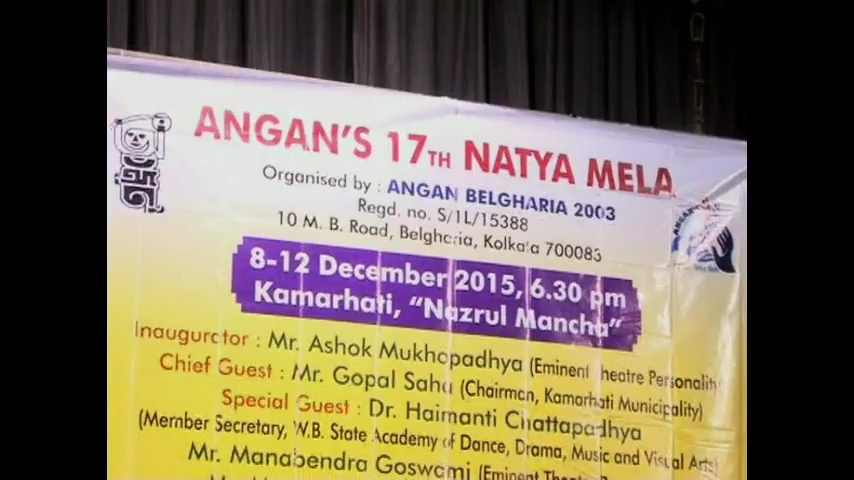 ANGAN'S 17TH NATYA MELA
Organised by : ANGAN BELGHARIA 2003
Regd. no. S/1L/15388
10 M. B. Road, Belgharia, Kolkata 700083
8-12 December 2015, 6.30 pm
Kamarhati, "Nazrul Mancha"
Inaugurator : Mr. Ashok Mukhopadhya (Eminent Theatre Personality
Chief Guest : Mr. Gopal Saha (Chairman, Kamarhati Municipality)
Special Guest : Dr. Haimanti Chattapadhya
(Member Secretary, W.B. State Academy of Dance, Drama, Music and Visual Arts)
Mr. Manabendra Goswami (Eminent